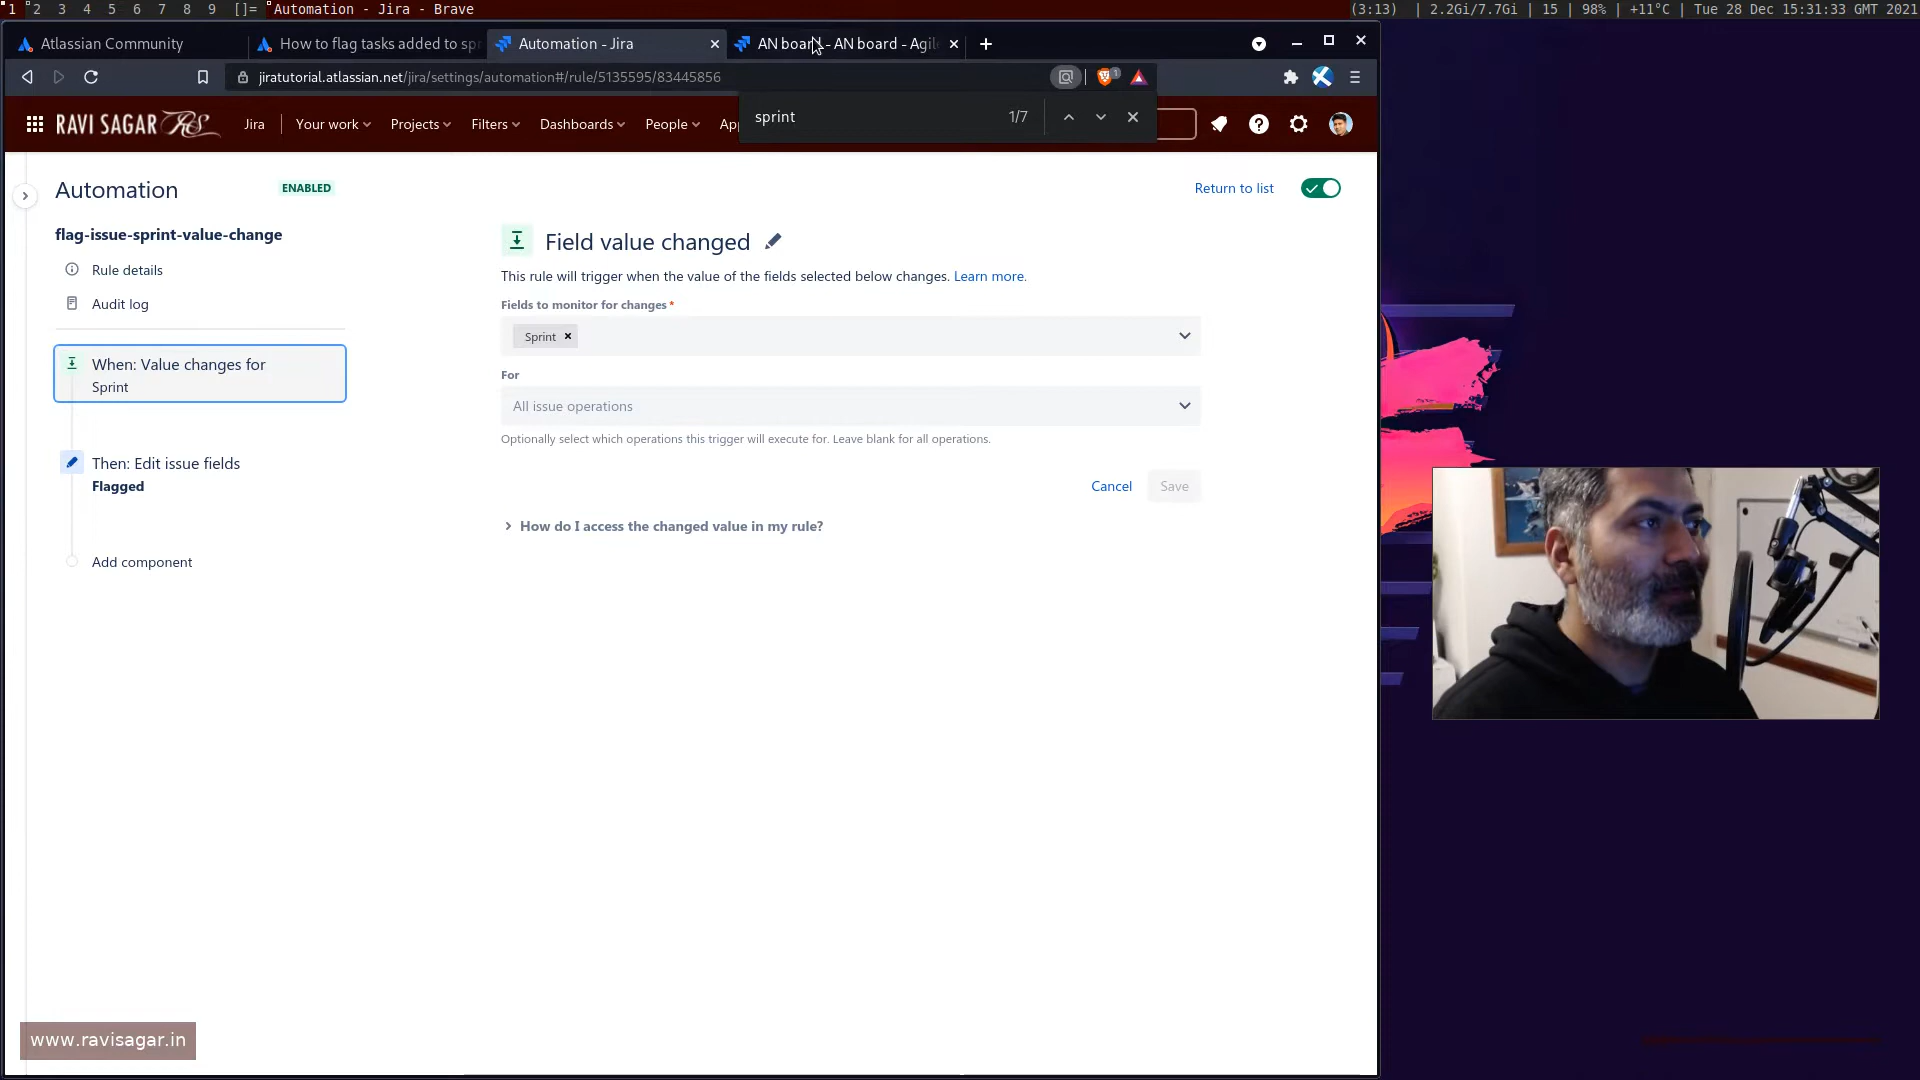 1 2 3 4 5 6 7 8 9 []= Automation - Jira - Brave
(3:13) | 2.2Gi/7.7Gi | 15 | 98% | +11°C | Tue 28 Dec 15:31:33 GMT 2021
Atlassian Community
How to flag tasks added to spr
Automation - Jira
AN board - AN board - Agil
jiratutorial.atlassian.net/jira/settings/automation#/rule/5135595/83445856
1
sprint 1/7
RAVI SAGAR RS
Jira Your work Projects Filters Dashboards People Ap
Automation ENABLED
Return to list
flag-issue-sprint-value-change
Rule details
Audit log
When: Value changes for
Sprint
Then: Edit issue fields
Flagged
Add component
Field value changed
This rule will trigger when the value of the fields selected below changes. Learn more.
Fields to monitor for changes*
Sprint
For
All issue operations
Optionally select which operations this trigger will execute for. Leave blank for all operations.
Cancel Save
How do I access the changed value in my rule?
www.ravisagar.in